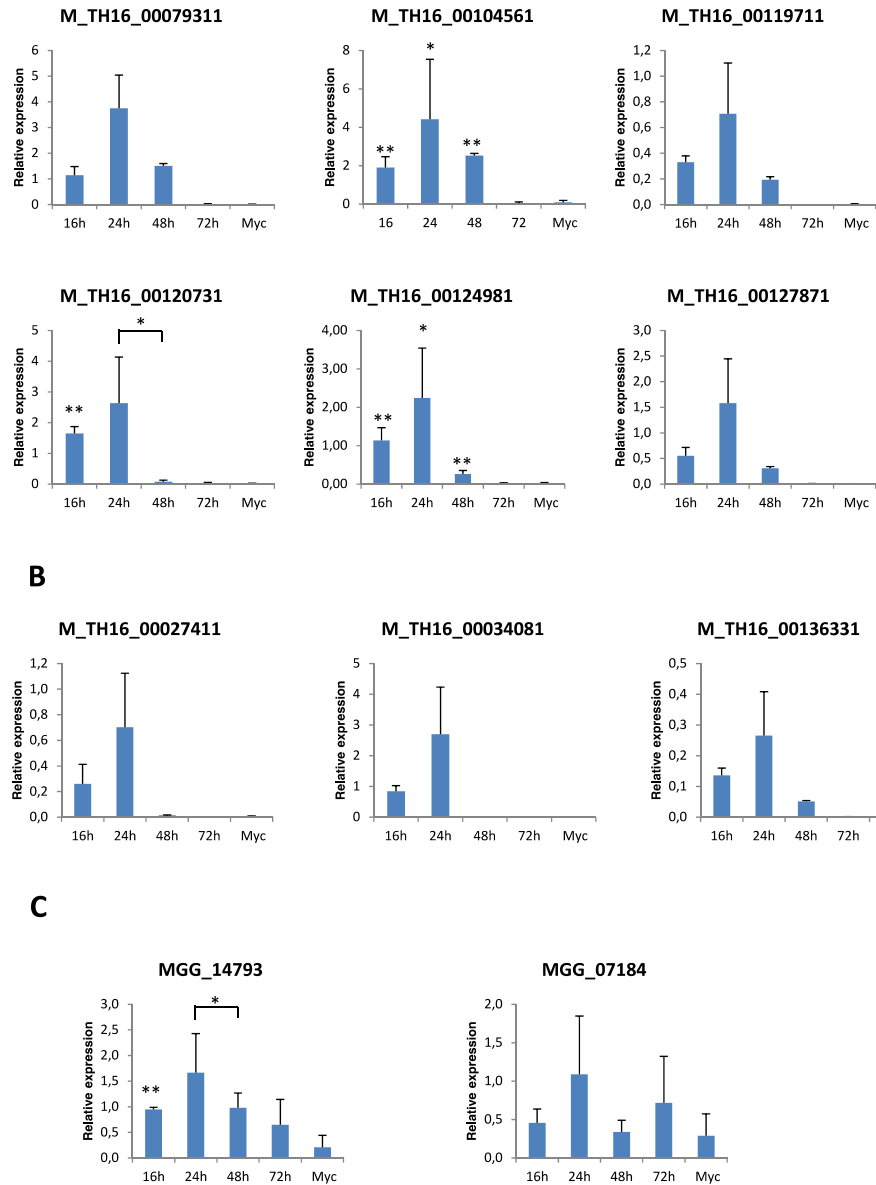 M_TH16_00079311
Relative expression
6
5
4
3
2
1
0
16h 24h 48h 72h Myc
M_TH16_00104561
Relative expression
8
6
4
2
0
** * **
16 24 48 72 Myc
M_TH16_00119711
Relative expression
1,2
1,0
0,8
0,6
0,4
0,2
0,0
16h 24h 48h 72h Myc
M_TH16_00120731
Relative expression
5
4
3
2
1
0
** *
16h 24h 48h 72h Myc
M_TH16_00124981
Relative expression
4,00
3,00
2,00
1,00
0,00
** * **
16h 24h 48h 72h Myc
M_TH16_00127871
Relative expression
3,0
2,5
2,0
1,5
1,0
0,5
0,0
16h 24h 48h 72h Myc
B
M_TH16_00027411
Relative expression
1,2
1,0
0,8
0,6
0,4
0,2
0,0
16h 24h 48h 72h Myc
M_TH16_00034081
Relative expression
5
4
3
2
1
0
16h 24h 48h 72h Myc
M_TH16_00136331
Relative expression
0,5
0,4
0,3
0,2
0,1
0,0
16h 24h 48h 72h
C
MGG_14793
Relative expression
3,0
2,5
2,0
1,5
1,0
0,5
0,0
** *
16h 24h 48h 72h Myc
MGG_07184
Relative expression
2,0
1,5
1,0
0,5
0,0
16h 24h 48h 72h Myc